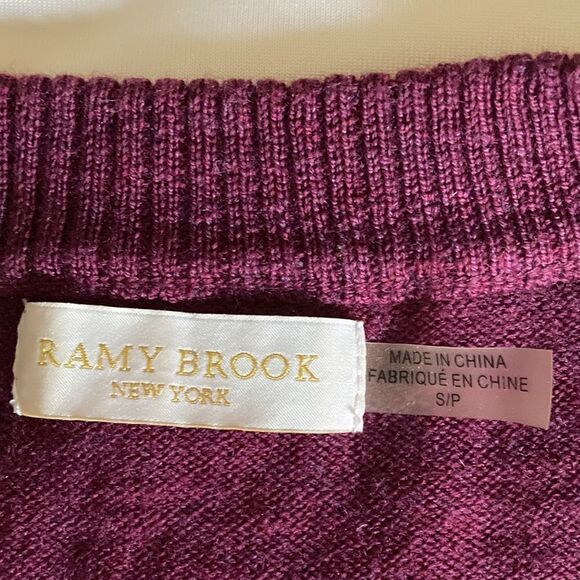 RAMY BROOK
NEW YORK
MADE IN CHINA
FABRIQUÉ EN CHINE
S/P